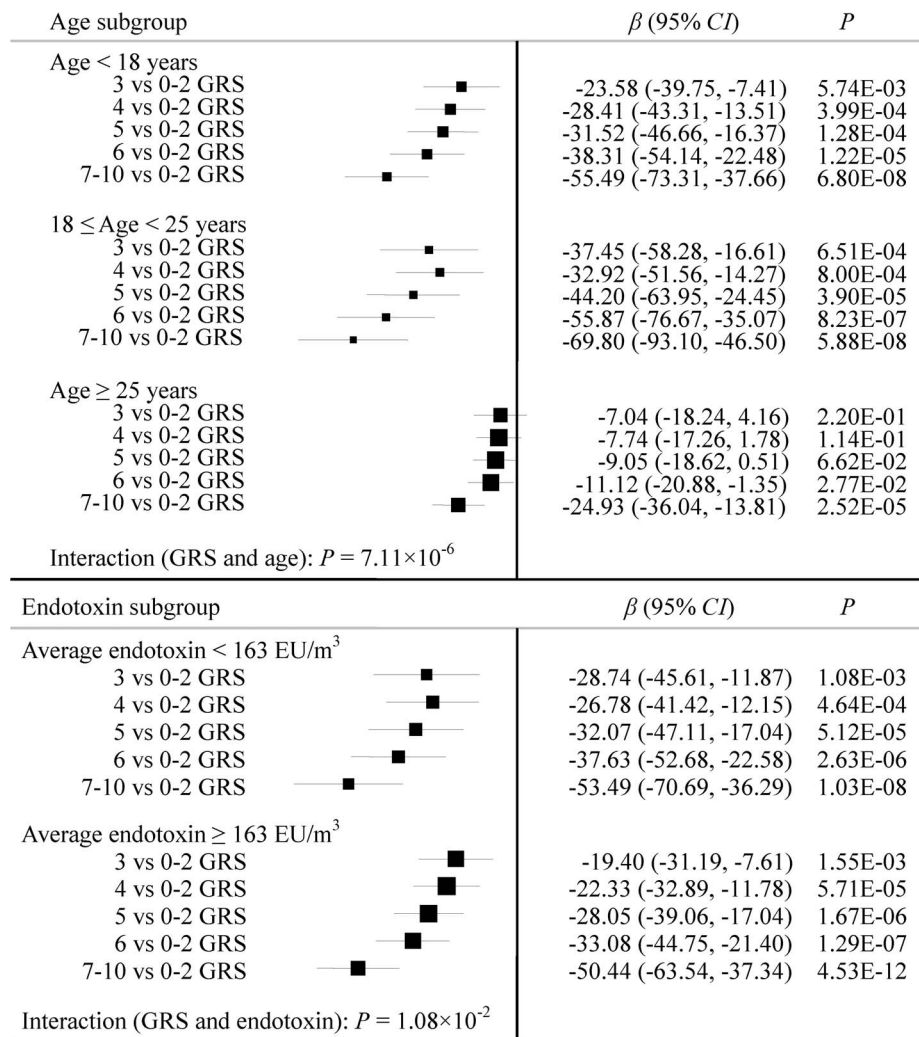 Age subgroup β (95% CI) P
Age < 18 years
3 vs 0-2 GRS -23.58 (-39.75, -7.41) 5.74E-03
4 vs 0-2 GRS -28.41 (-43.31, -13.51) 3.99E-04
5 vs 0-2 GRS -31.52 (-46.66, -16.37) 1.28E-04
6 vs 0-2 GRS -38.31 (-54.14, -22.48) 1.22E-05
7-10 vs 0-2 GRS -55.49 (-73.31, -37.66) 6.80E-08
18 ≤ Age < 25 years
3 vs 0-2 GRS -37.45 (-58.28, -16.61) 6.51E-04
4 vs 0-2 GRS -32.92 (-51.56, -14.27) 8.00E-04
5 vs 0-2 GRS -44.20 (-63.95, -24.45) 3.90E-05
6 vs 0-2 GRS -55.87 (-76.67, -35.07) 8.23E-07
7-10 vs 0-2 GRS -69.80 (-93.10, -46.50) 5.88E-08
Age ≥ 25 years
3 vs 0-2 GRS -7.04 (-18.24, 4.16) 2.20E-01
4 vs 0-2 GRS -7.74 (-17.26, 1.78) 1.14E-01
5 vs 0-2 GRS -9.05 (-18.62, 0.51) 6.62E-02
6 vs 0-2 GRS -11.12 (-20.88, -1.35) 2.77E-02
7-10 vs 0-2 GRS -24.93 (-36.04, -13.81) 2.52E-05
Interaction (GRS and age): P = 7.11×10⁻⁶
Endotoxin subgroup β (95% CI) P
Average endotoxin < 163 EU/m³
3 vs 0-2 GRS -28.74 (-45.61, -11.87) 1.08E-03
4 vs 0-2 GRS -26.78 (-41.42, -12.15) 4.64E-04
5 vs 0-2 GRS -32.07 (-47.11, -17.04) 5.12E-05
6 vs 0-2 GRS -37.63 (-52.68, -22.58) 2.63E-06
7-10 vs 0-2 GRS -53.49 (-70.69, -36.29) 1.03E-08
Average endotoxin ≥ 163 EU/m³
3 vs 0-2 GRS -19.40 (-31.19, -7.61) 1.55E-03
4 vs 0-2 GRS -22.33 (-32.89, -11.78) 5.71E-05
5 vs 0-2 GRS -28.05 (-39.06, -17.04) 1.67E-06
6 vs 0-2 GRS -33.08 (-44.75, -21.40) 1.29E-07
7-10 vs 0-2 GRS -50.44 (-63.54, -37.34) 4.53E-12
Interaction (GRS and endotoxin): P = 1.08×10⁻²